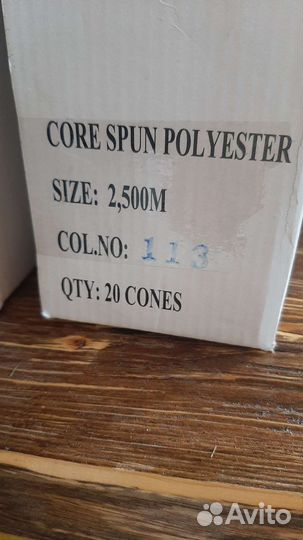 CORE SPUN POLYESTER
SIZE: 2,500M
COL.NO: 113
QTY: 20 CONES
Avito